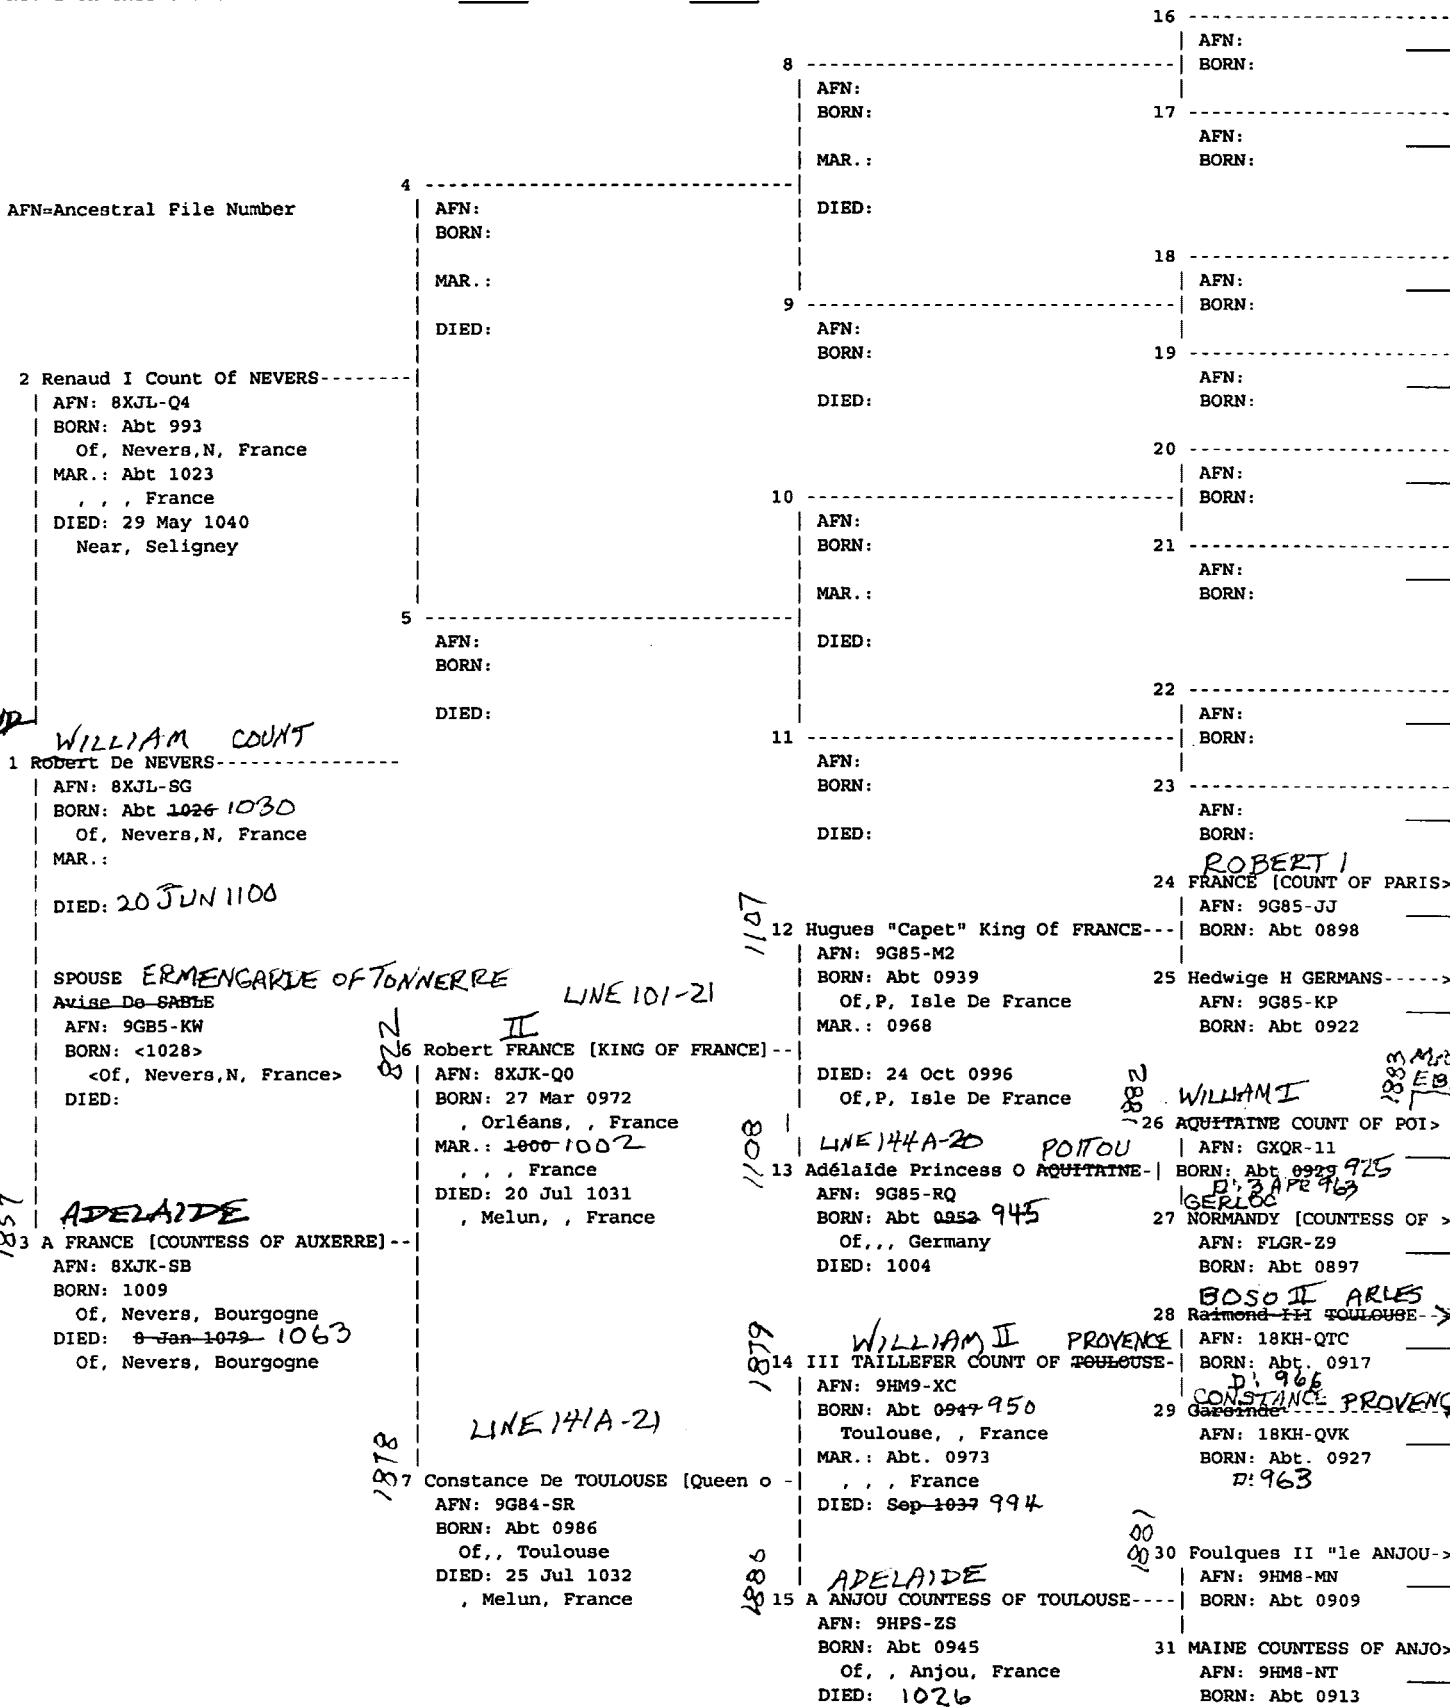 16
AFN:
BORN:
8
AFN:
BORN:
MAR.:
DIED:
17
AFN:
BORN:
4
AFN=Ancestral File Number
AFN:
BORN:
MAR.:
DIED:
18
AFN:
BORN:
9
AFN:
BORN:
DIED:
19
AFN:
BORN:
2 Renaud I Count Of NEVERS
AFN: 8XJL-Q4
BORN: Abt 993
Of, Nevers,N, France
MAR.: Abt 1023
, , , France
DIED: 29 May 1040
Near, Seligney
20
AFN:
BORN:
10
AFN:
BORN:
MAR.:
DIED:
21
AFN:
BORN:
5
AFN:
BORN:
DIED:
22
AFN:
BORN:
11
AFN:
BORN:
DIED:
23
AFN:
BORN:
WILLIAM COUNT
1 Robert De NEVERS
AFN: 8XJL-SG
BORN: Abt 1026 1030
Of, Nevers,N, France
MAR.:
DIED: 20 JUN 1100
SPOUSE ERMENGARDE OF TONNERRE
Avise De SABLE
AFN: 9GB5-KW
BORN: <1028>
<Of, Nevers,N, France>
DIED:
ROBERT I
24 FRANCE [COUNT OF PARIS>
AFN: 9G85-JJ
BORN: Abt 0898
1107
12 Hugues "Capet" King Of FRANCE
AFN: 9G85-M2
BORN: Abt 0939
Of,P, Isle De France
MAR.: 0968
DIED: 24 Oct 0996
Of,P, Isle De France
25 Hedwige H GERMANS----->
AFN: 9G85-KP
BORN: Abt 0922
LINE 101-21
822
II
6 Robert FRANCE [KING OF FRANCE]
AFN: 8XJK-Q0
BORN: 27 Mar 0972
, Orléans, , France
MAR.: 1000 1002
, , , France
DIED: 20 Jul 1031
, Melun, , France
1883
1882
WILLIAM I
26 AQUITAINE COUNT OF POI>
AFN: GXQR-11
BORN: Abt 0929 925
D: 3 APR 963
1108
LINE 144A-20 POITOU
13 Adélaide Princess O AQUITAINE
AFN: 9G85-RQ
BORN: Abt 0952 945
Of,,, Germany
DIED: 1004
GERLOC
27 NORMANDY [COUNTESS OF >
AFN: FLGR-Z9
BORN: Abt 0897
1857
ADELAIDE
3 A FRANCE [COUNTESS OF AUXERRE]
AFN: 8XJK-SB
BORN: 1009
Of, Nevers, Bourgogne
DIED: 8 Jan 1079 1063
Of, Nevers, Bourgogne
BOSO II ARLES
28 Raimond III TOULOUSE-->
AFN: 18KH-QTC
BORN: Abt. 0917
D: 966
1879
WILLIAM II PROVENCE
14 III TAILLEFER COUNT OF TOULOUSE
AFN: 9HM9-XC
BORN: Abt 0947 950
Toulouse, , France
MAR.: Abt. 0973
, , , France
DIED: Sep 1037 994
CONSTANCE PROVENC
29 Garsinde
AFN: 18KH-QVK
BORN: Abt. 0927
D: 963
LINE 141A-21
1878
7 Constance De TOULOUSE [Queen o
AFN: 9G84-SR
BORN: Abt 0986
Of,, Toulouse
DIED: 25 Jul 1032
, Melun, France
1881
30 Foulques II "le ANJOU->
AFN: 9HM8-MN
BORN: Abt 0909
ADELAIDE
15 A ANJOU COUNTESS OF TOULOUSE
AFN: 9HPS-ZS
BORN: Abt 0945
Of, , Anjou, France
DIED: 1026
31 MAINE COUNTESS OF ANJO>
AFN: 9HM8-NT
BORN: Abt 0913